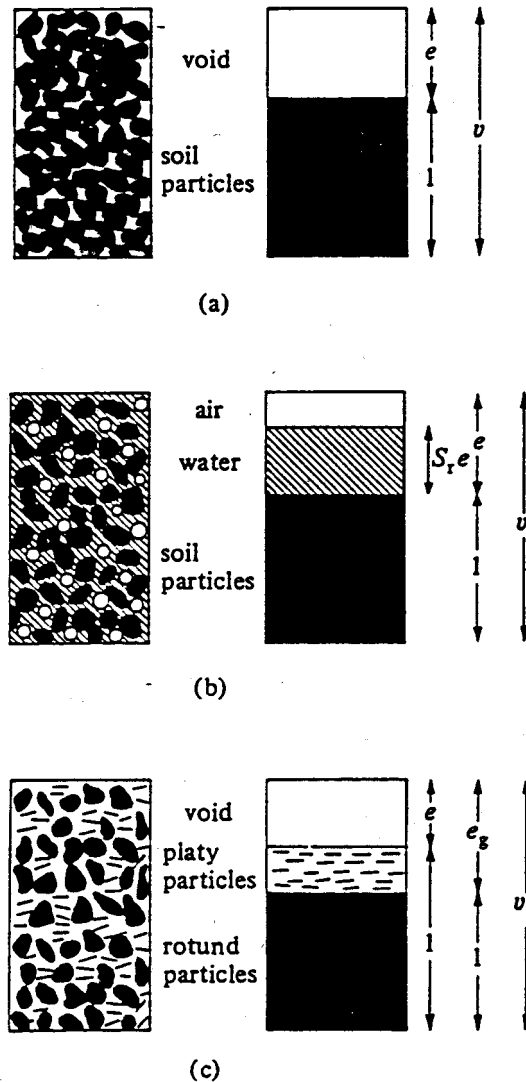 void
e
v
soil
particles
1
(a)
air
water
S_r e
e
v
soil
particles
1
(b)
void
e
e_g
v
platy
particles
1
1
rotund
particles
(c)